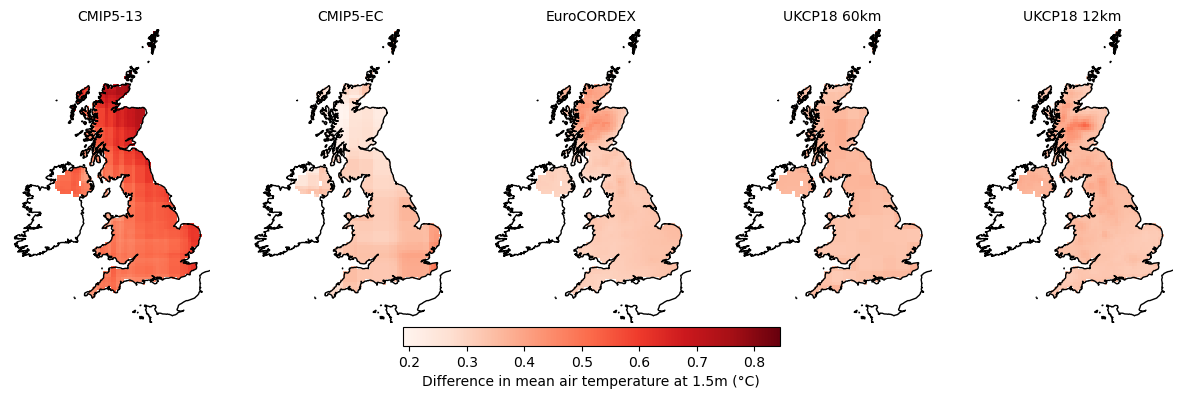 CMIP5-13 CMIP5-EC EuroCORDEX UKCP18 60km UKCP18 12km
0.2 0.3 0.4 0.5 0.6 0.7 0.8
Difference in mean air temperature at 1.5m (°C)